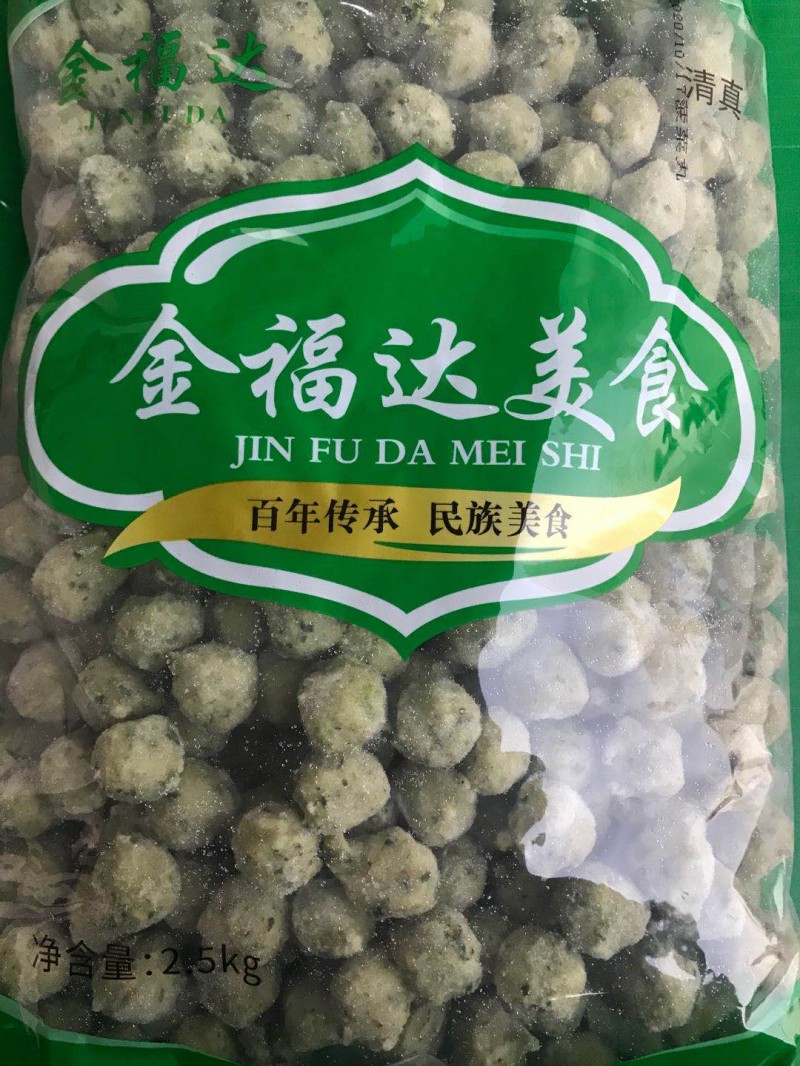 金福达
JINFUDA
清真
金福达美食
JIN FU DA MEI SHI
百年传承 民族美食
净含量:2.5kg